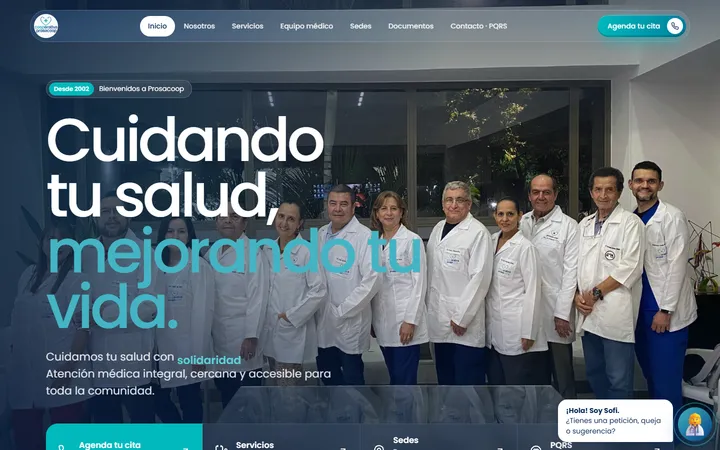 Inicio
Nosotros
Servicios
Equipo médico
Sedes
Documentos
Contacto · PQRS
Agenda tu cita
Desde 2002
Bienvenidos a Prosacoop
Cuidando
tu salud,
mejorando tu
vida.
Cuidamos tu salud con solidaridad
Atención médica integral, cercana y accesible para
toda la comunidad.
¡Hola! Soy Sofi.
¿Tienes una petición, queja
o sugerencia?
Agenda tu cita
Servicios
Sedes
PQRS